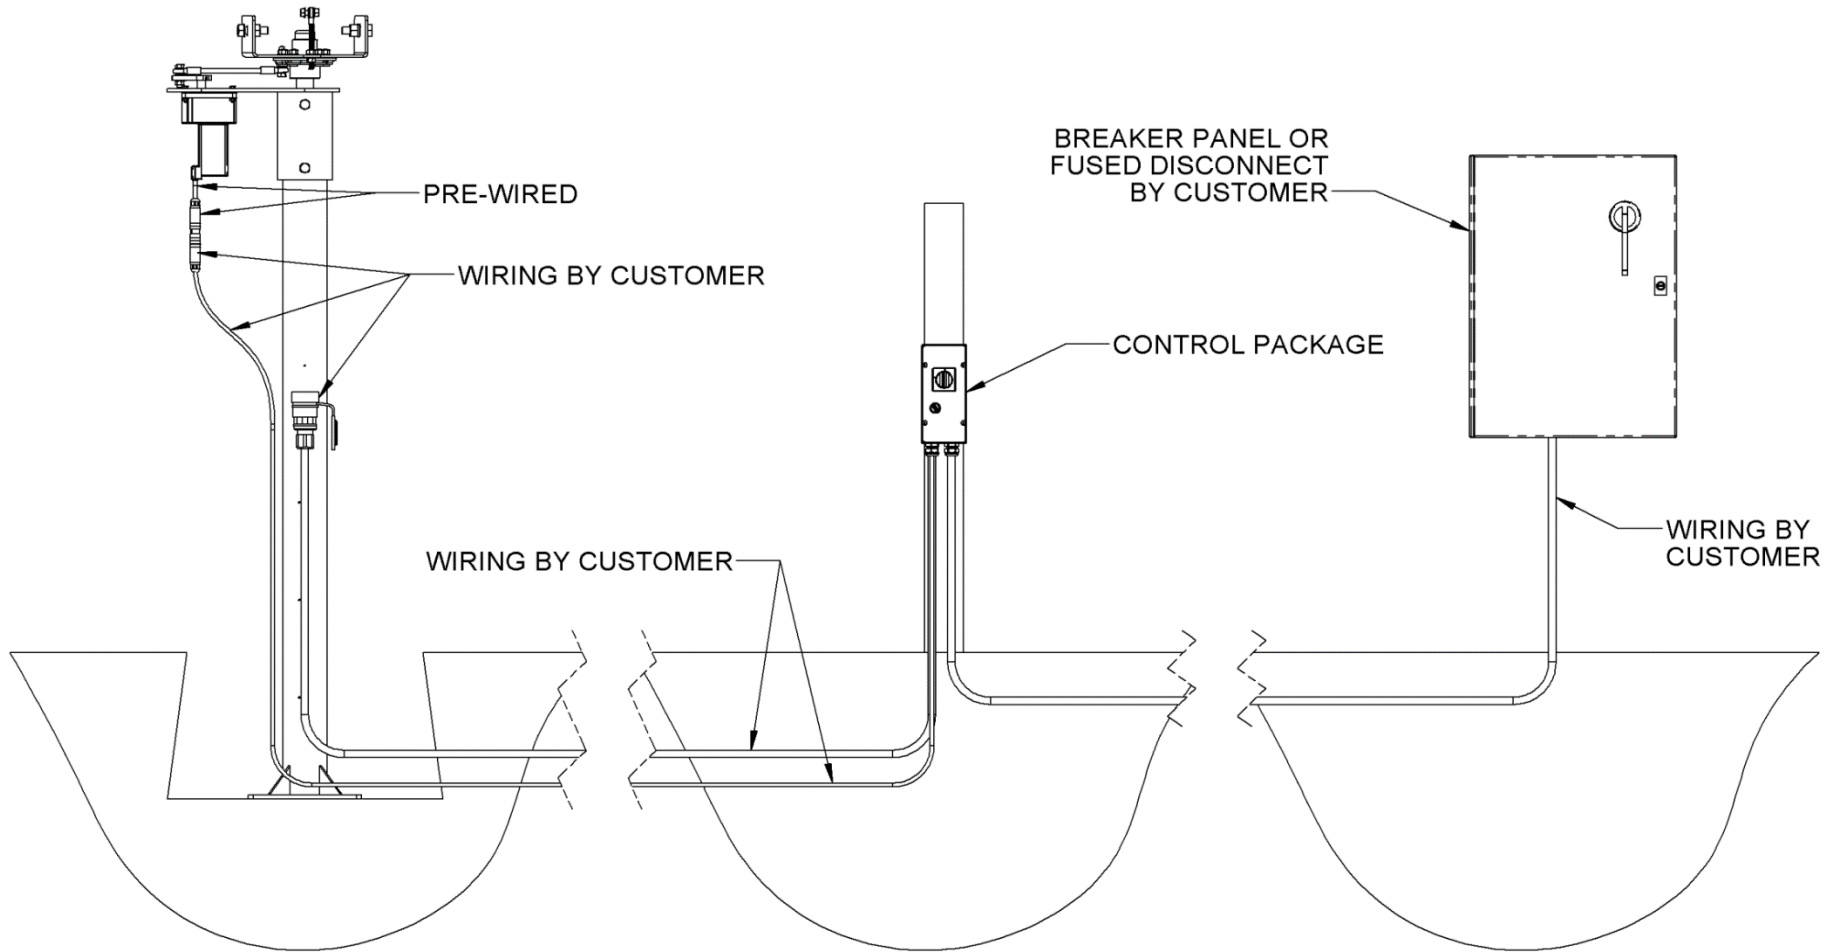 BREAKER PANEL OR
FUSED DISCONNECT
BY CUSTOMER
PRE-WIRED
WIRING BY CUSTOMER
CONTROL PACKAGE
WIRING BY CUSTOMER
WIRING BY
CUSTOMER